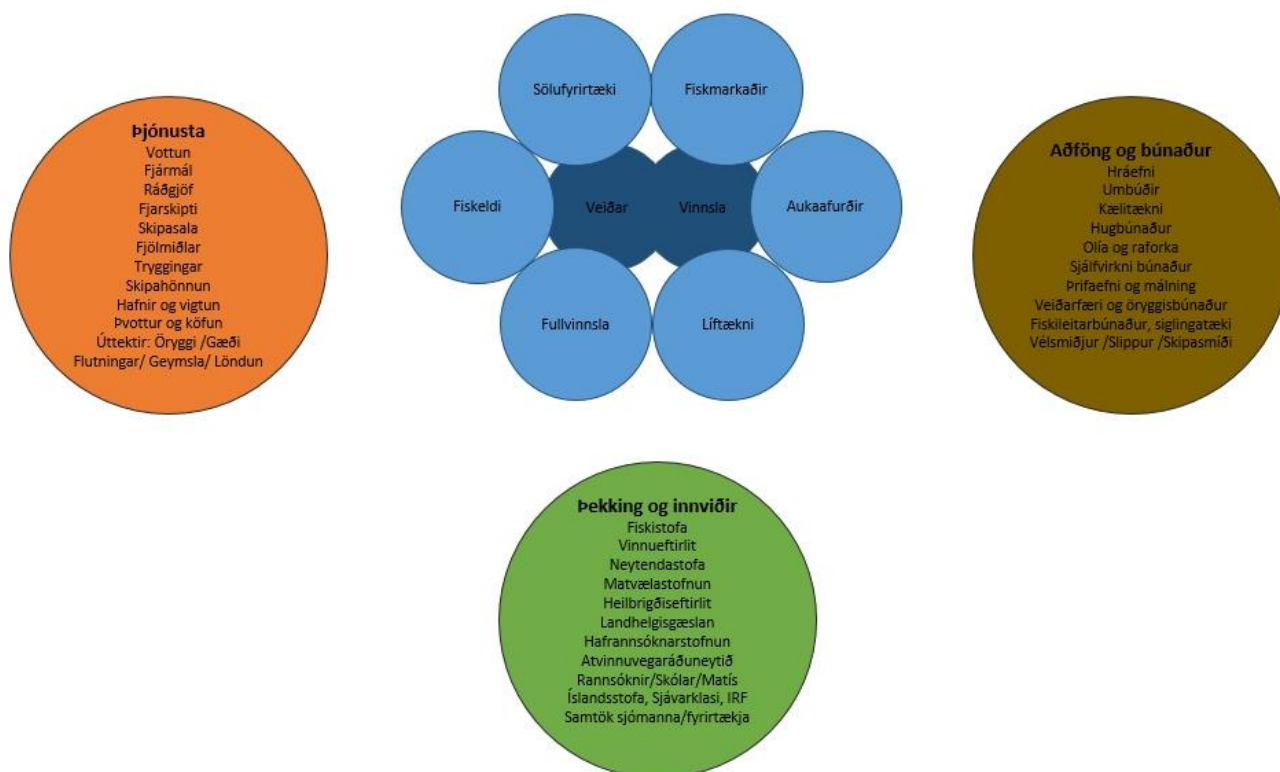 Sölufyrirtæki
Fiskmarkaðir
Fiskeldi
Veiðar
Vinnsla
Aukaafurðir
Fullvinnsla
Líftækni
Þjónusta
Vottun
Fjármál
Ráðgjöf
Fjarskipti
Skipasala
Fjölmiðlar
Tryggingar
Skipahönnun
Hafnir og vigtun
Þvottur og köfun
Úttektir: Öryggi /Gæði
Flutningar/ Geymsla/ Löndun
Aðföng og búnaður
Hráefni
Umbúðir
Kælitækni
Hugbúnaður
Olía og raforka
Sjálfvirkni búnaður
Þrifaefni og málning
Veiðarfæri og öryggisbúnaður
Fiskileitarbúnaður, siglingatæki
Vélsmiðjur /Slippur /Skipasmíði
Þekking og innviðir
Fiskistofa
Vinnueftirlit
Neytendastofa
Matvælastofnun
Heilbrigðiseftirlit
Landhelgisgæslan
Hafrannsóknarstofnun
Atvinnuvegaráðuneytið
Rannsóknir/Skólar/Matís
Íslandsstofa, Sjávarklasi, IRF
Samtök sjómanna/fyrirtækja